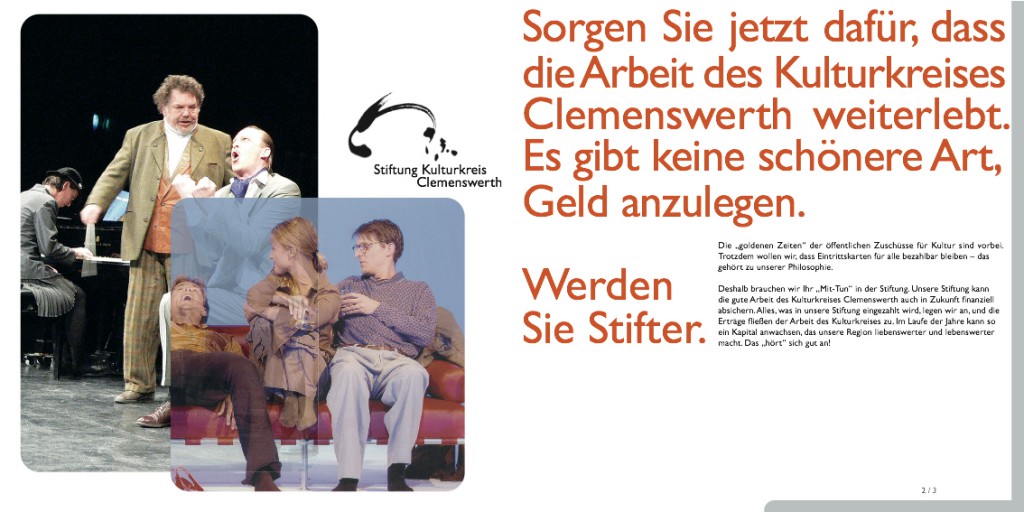 Stiftung Kulturkreis
Clemenswerth
Sorgen Sie jetzt dafür, dass
die Arbeit des Kulturkreises
Clemenswerth weiterlebt.
Es gibt keine schönere Art,
Geld anzulegen.
Werden
Sie Stifter.
Die „goldenen Zeiten" der öffentlichen Zuschüsse für Kultur sind vorbei.
Trotzdem wollen wir, dass Eintrittskarten für alle bezahlbar bleiben – das
gehört zu unserer Philosophie.
Deshalb brauchen wir Ihr „Mit-Tun" in der Stiftung. Unsere Stiftung kann
die gute Arbeit des Kulturkreises Clemenswerth auch in Zukunft finanziell
absichern. Alles, was in unsere Stiftung eingezahlt wird, legen wir an, und die
Erträge fließen der Arbeit des Kulturkreises zu. Im Laufe der Jahre kann so
ein Kapital anwachsen, das unsere Region liebenswerter und lebenswerter
macht. Das „hört" sich gut an!
2 / 3